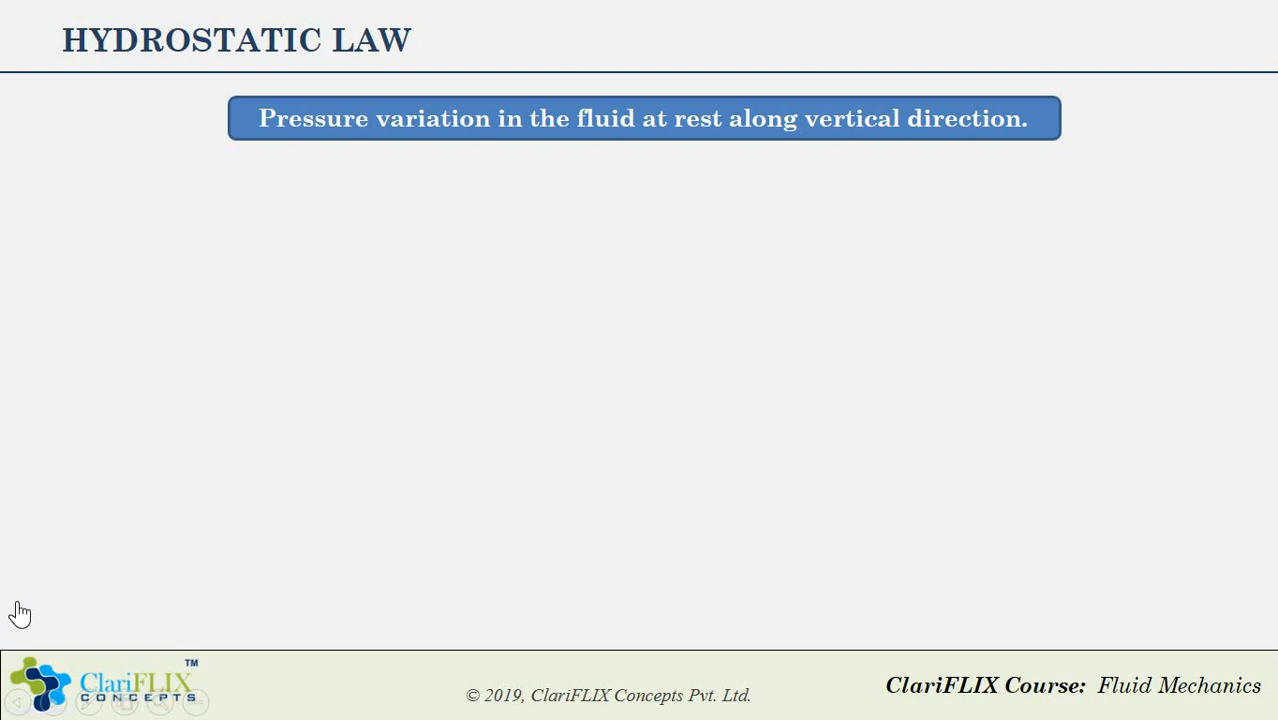 HYDROSTATIC LAW
Pressure variation in the fluid at rest along vertical direction.
TM
ClariFLIX
CONCEPTS
© 2019, ClariFLIX Concepts Pvt. Ltd.
ClariFLIX Course: Fluid Mechanics